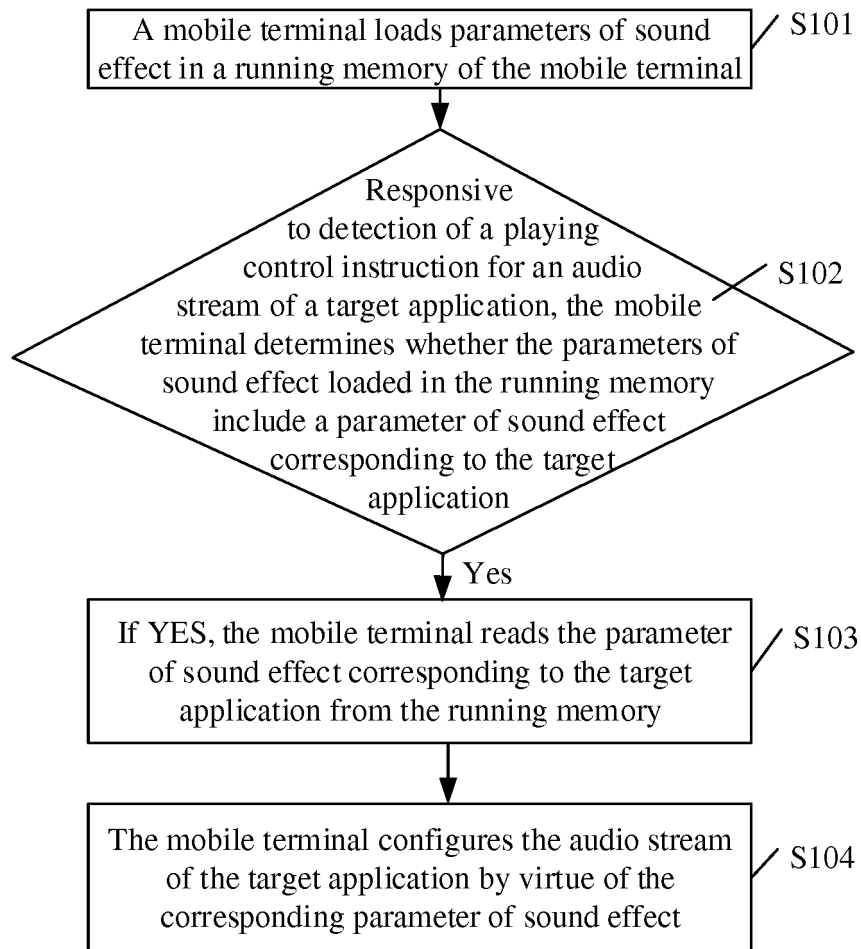 A mobile terminal loads parameters of sound
effect in a running memory of the mobile terminal
S101
Responsive
to detection of a playing
control instruction for an audio
stream of a target application, the mobile
terminal determines whether the parameters of
sound effect loaded in the running memory
include a parameter of sound effect
corresponding to the target
application
S102
Yes
If YES, the mobile terminal reads the parameter
of sound effect corresponding to the target
application from the running memory
S103
The mobile terminal configures the audio stream
of the target application by virtue of the
corresponding parameter of sound effect
S104